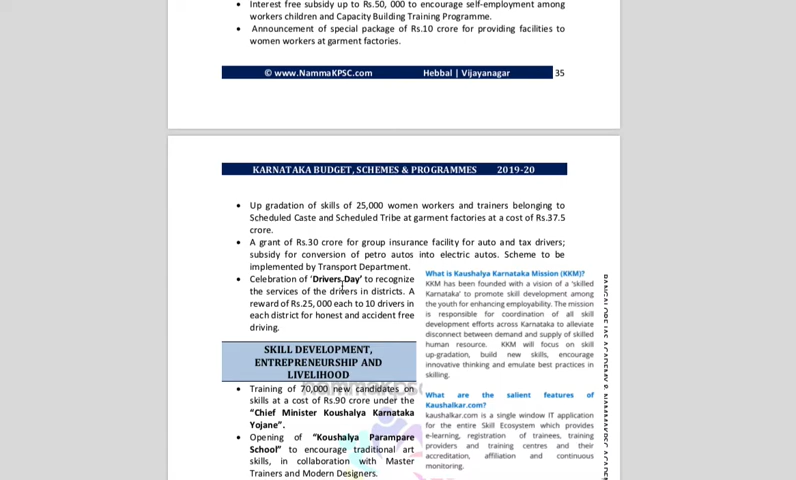 • Interest free subsidy up to Rs.50, 000 to encourage self-employment among
workers children and Capacity Building Training Programme.
• Announcement of special package of Rs.10 crore for providing facilities to
women workers at garment factories.
© www.NammaKPSC.com Hebbal | Vijayanagar 35
KARNATAKA BUDGET, SCHEMES & PROGRAMMES 2019-20
• Up gradation of skills of 25,000 women workers and trainers belonging to
Scheduled Caste and Scheduled Tribe at garment factories at a cost of Rs.37.5
crore.
• A grant of Rs.30 crore for group insurance facility for auto and tax drivers;
subsidy for conversion of petro autos into electric autos. Scheme to be
implemented by Transport Department.
• Celebration of ‘Drivers Day’ to recognize
the services of the drivers in districts. A
reward of Rs.25, 000 each to 10 drivers in
each district for honest and accident free
driving.
SKILL DEVELOPMENT,
ENTREPRENEURSHIP AND
LIVELIHOOD
• Training of 70,000 new candidates on
skills at a cost of Rs.90 crore under the
“Chief Minister Koushalya Karnataka
Yojane”.
• Opening of “Koushalya Parampare
School” to encourage traditional art
skills, in collaboration with Master
Trainers and Modern Designers.
What is Kaushalya Karnataka Mission (KKM)?
KKM has been founded with a vision of a ‘skilled
Karnataka’ to promote skill development among
the youth for enhancing employability. The mission
is responsible for coordination of all skill
development efforts across Karnataka to alleviate
disconnect between demand and supply of skilled
human resource. KKM will focus on skill
up-gradation, build new skills, encourage
innovative thinking and emulate best practices in
skilling.
What are the salient features of
Kaushalkar.com?
kaushalkar.com is a single window IT application
for the entire Skill Ecosystem which provides
e-learning, registration of trainees, training
providers and training centres and their
accreditation, affiliation and continuous
monitoring.
BANGALORE IAS ACADEMY & NAMMAKPSC ACADEMY